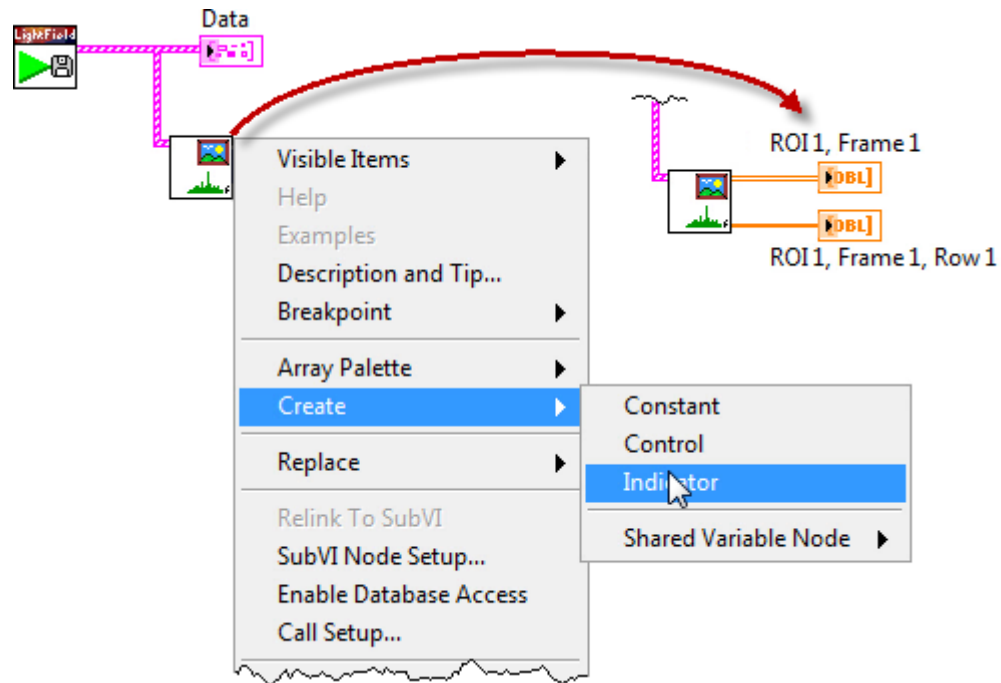 Data
LightField
ROI 1, Frame 1
DBL]
DBL]
ROI 1, Frame 1, Row 1
Visible Items
Help
Examples
Description and Tip...
Breakpoint
Array Palette
Create
Replace
Relink To SubVI
SubVI Node Setup...
Enable Database Access
Call Setup...
Constant
Control
Indicator
Shared Variable Node